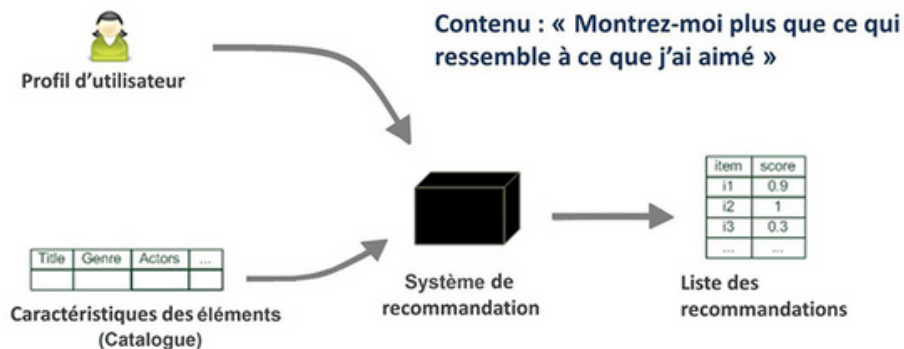 Contenu : « Montrez-moi plus que ce qui
ressemble à ce que j’ai aimé »
Profil d’utilisateur
Title Genre Actors ...
Caractéristiques des éléments
(Catalogue)
Système de
recommandation
item score
i1 0.9
i2 1
i3 0.3
... ...
Liste des
recommandations